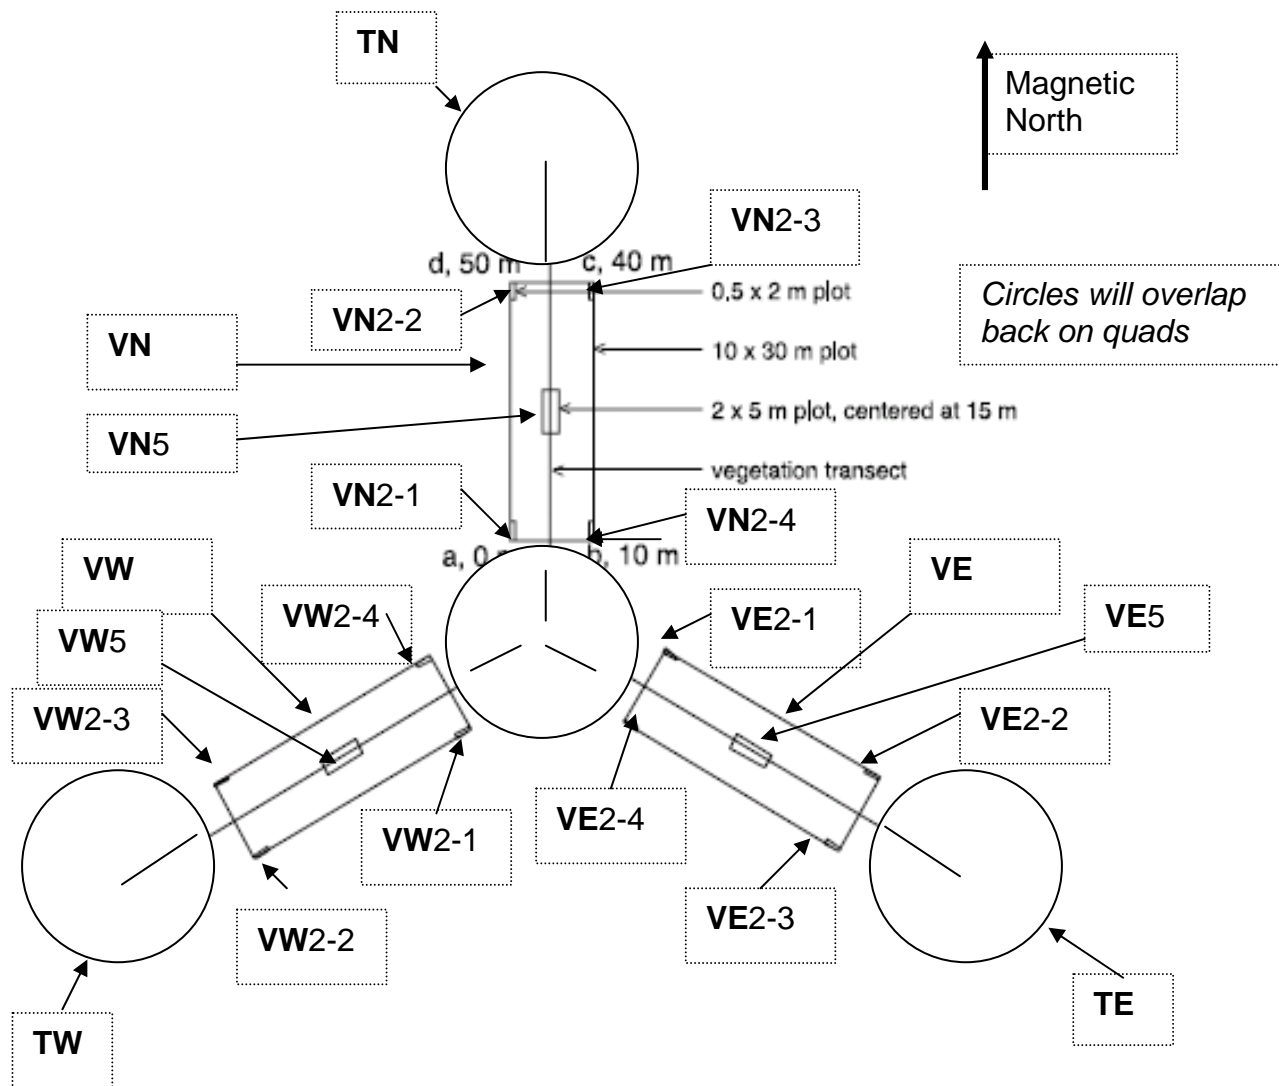 TN
Magnetic
North
VN2-3
d, 50 m
c, 40 m
0.5 x 2 m plot
Circles will overlap
back on quads
VN2-2
VN
10 x 30 m plot
VN5
2 x 5 m plot, centered at 15 m
vegetation transect
VN2-1
VN2-4
a, 0
b, 10 m
VW
VE
VW2-4
VE2-1
VE5
VW5
VW2-3
VE2-2
VW2-1
VE2-4
VE2-3
VW2-2
TE
TW